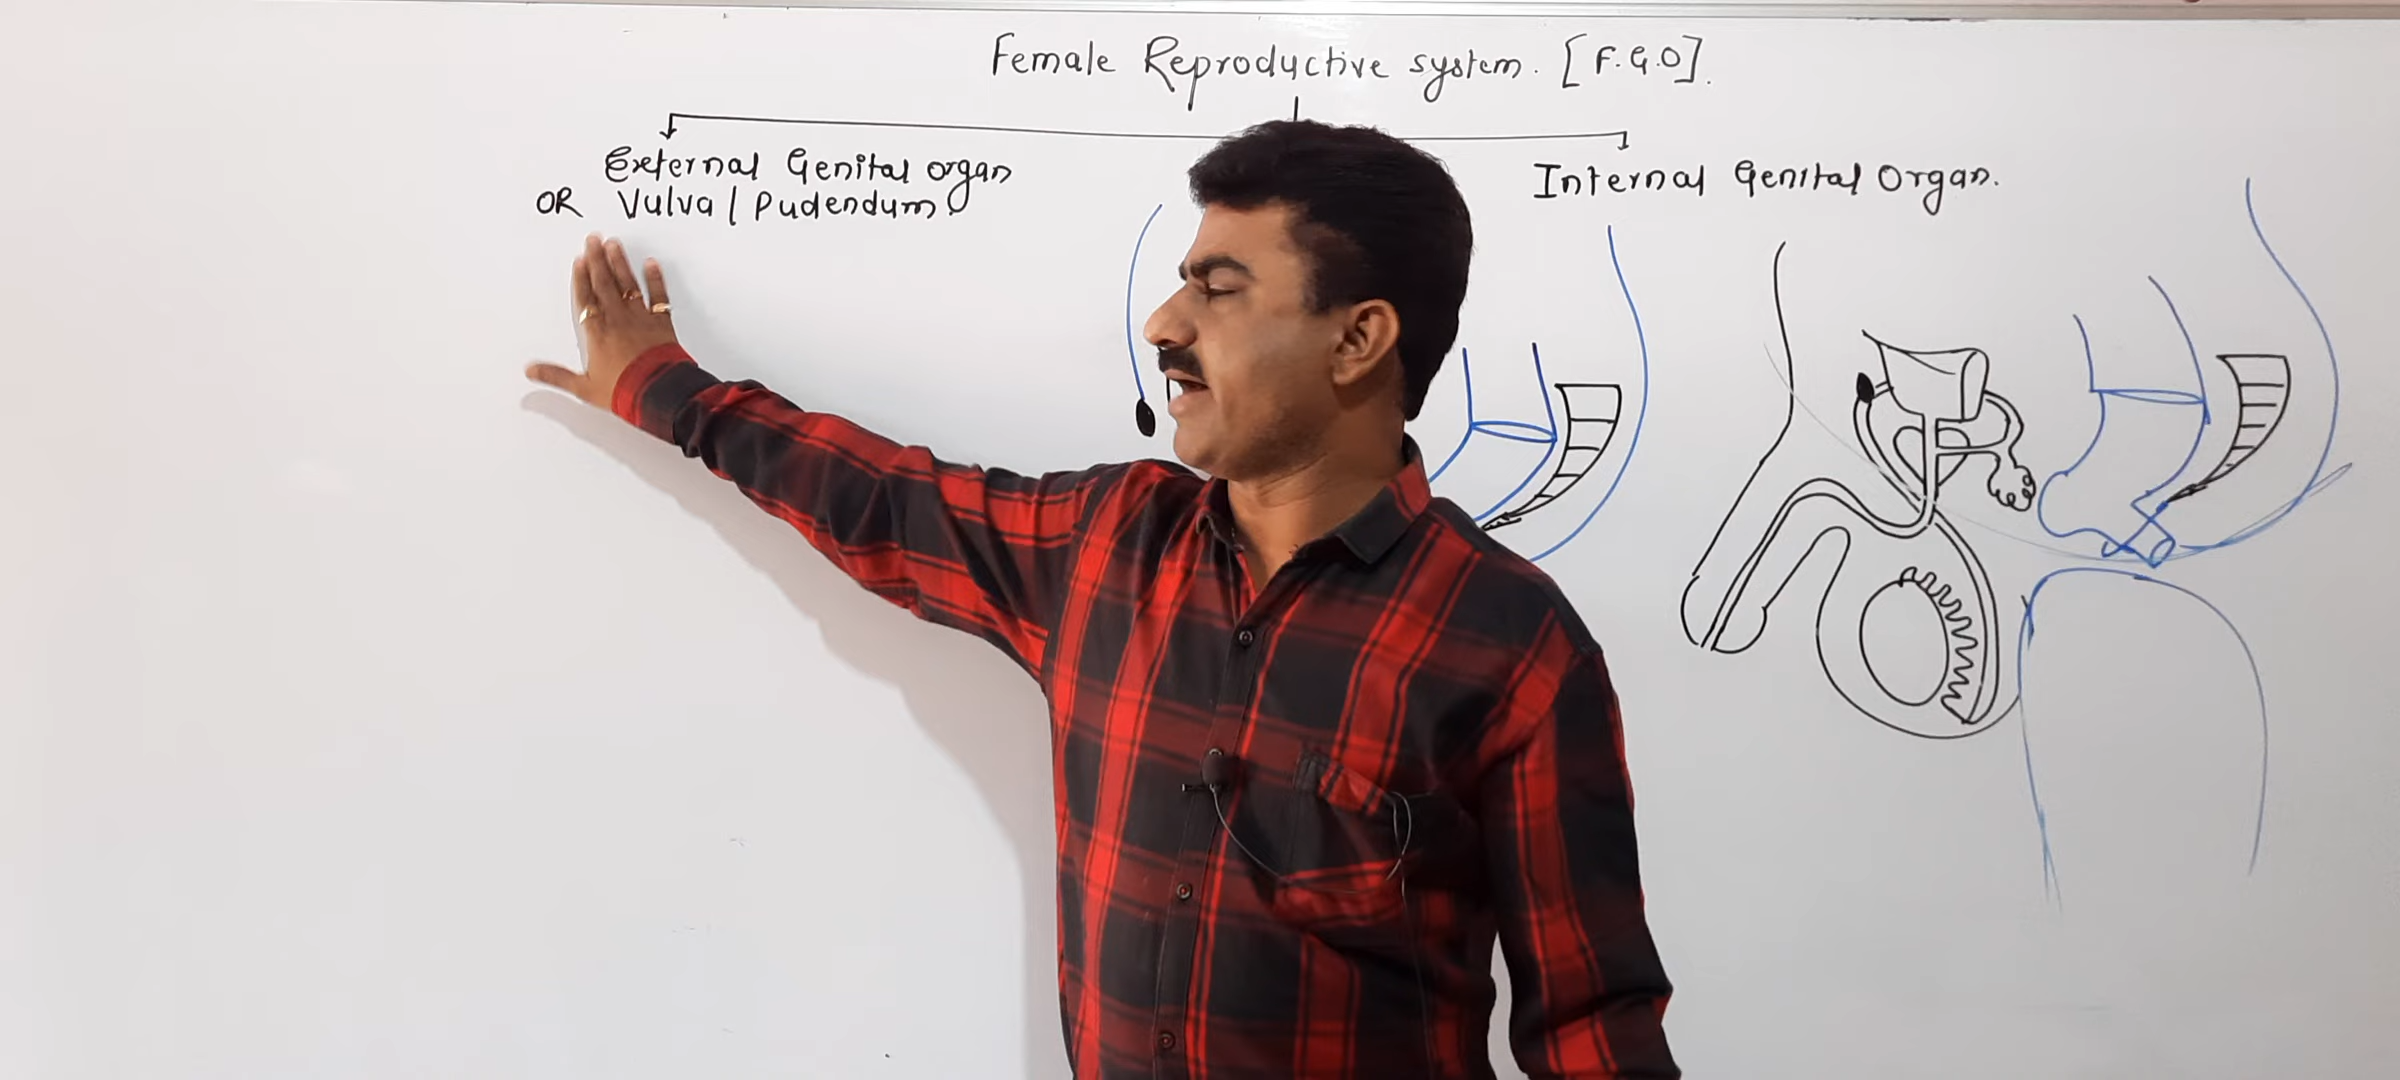 Female Reproductive system. [F.G.O].
External Genital organ
OR Vulva / Pudendum.
Internal Genital Organ.